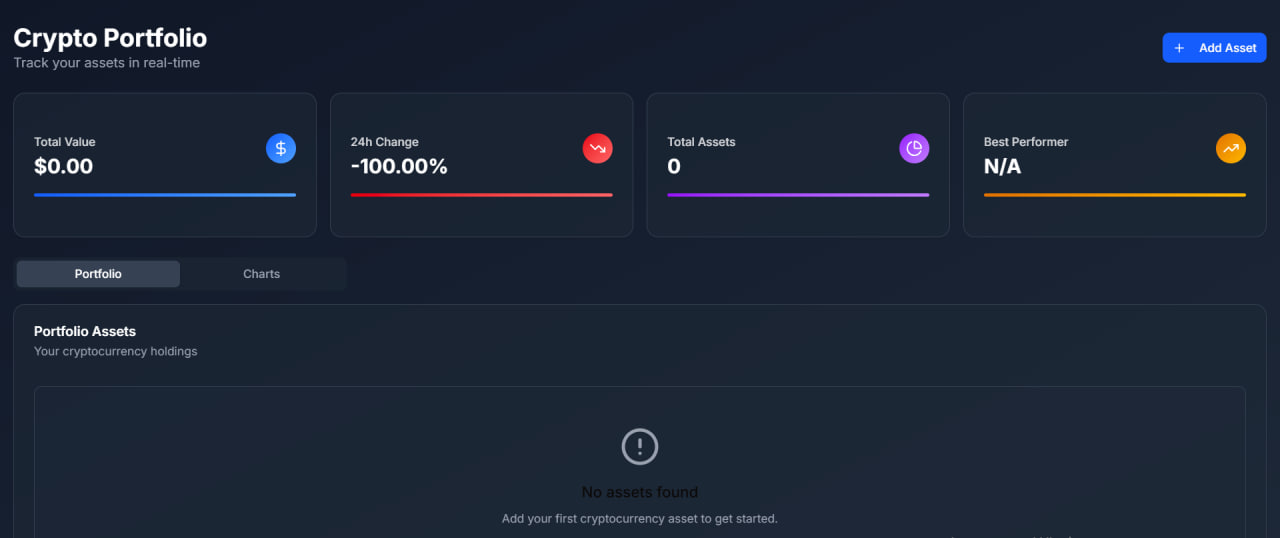 Crypto Portfolio
Track your assets in real-time
Add Asset
Total Value
$0.00
24h Change
-100.00%
Total Assets
0
Best Performer
N/A
Portfolio
Charts
Portfolio Assets
Your cryptocurrency holdings
No assets found
Add your first cryptocurrency asset to get started.